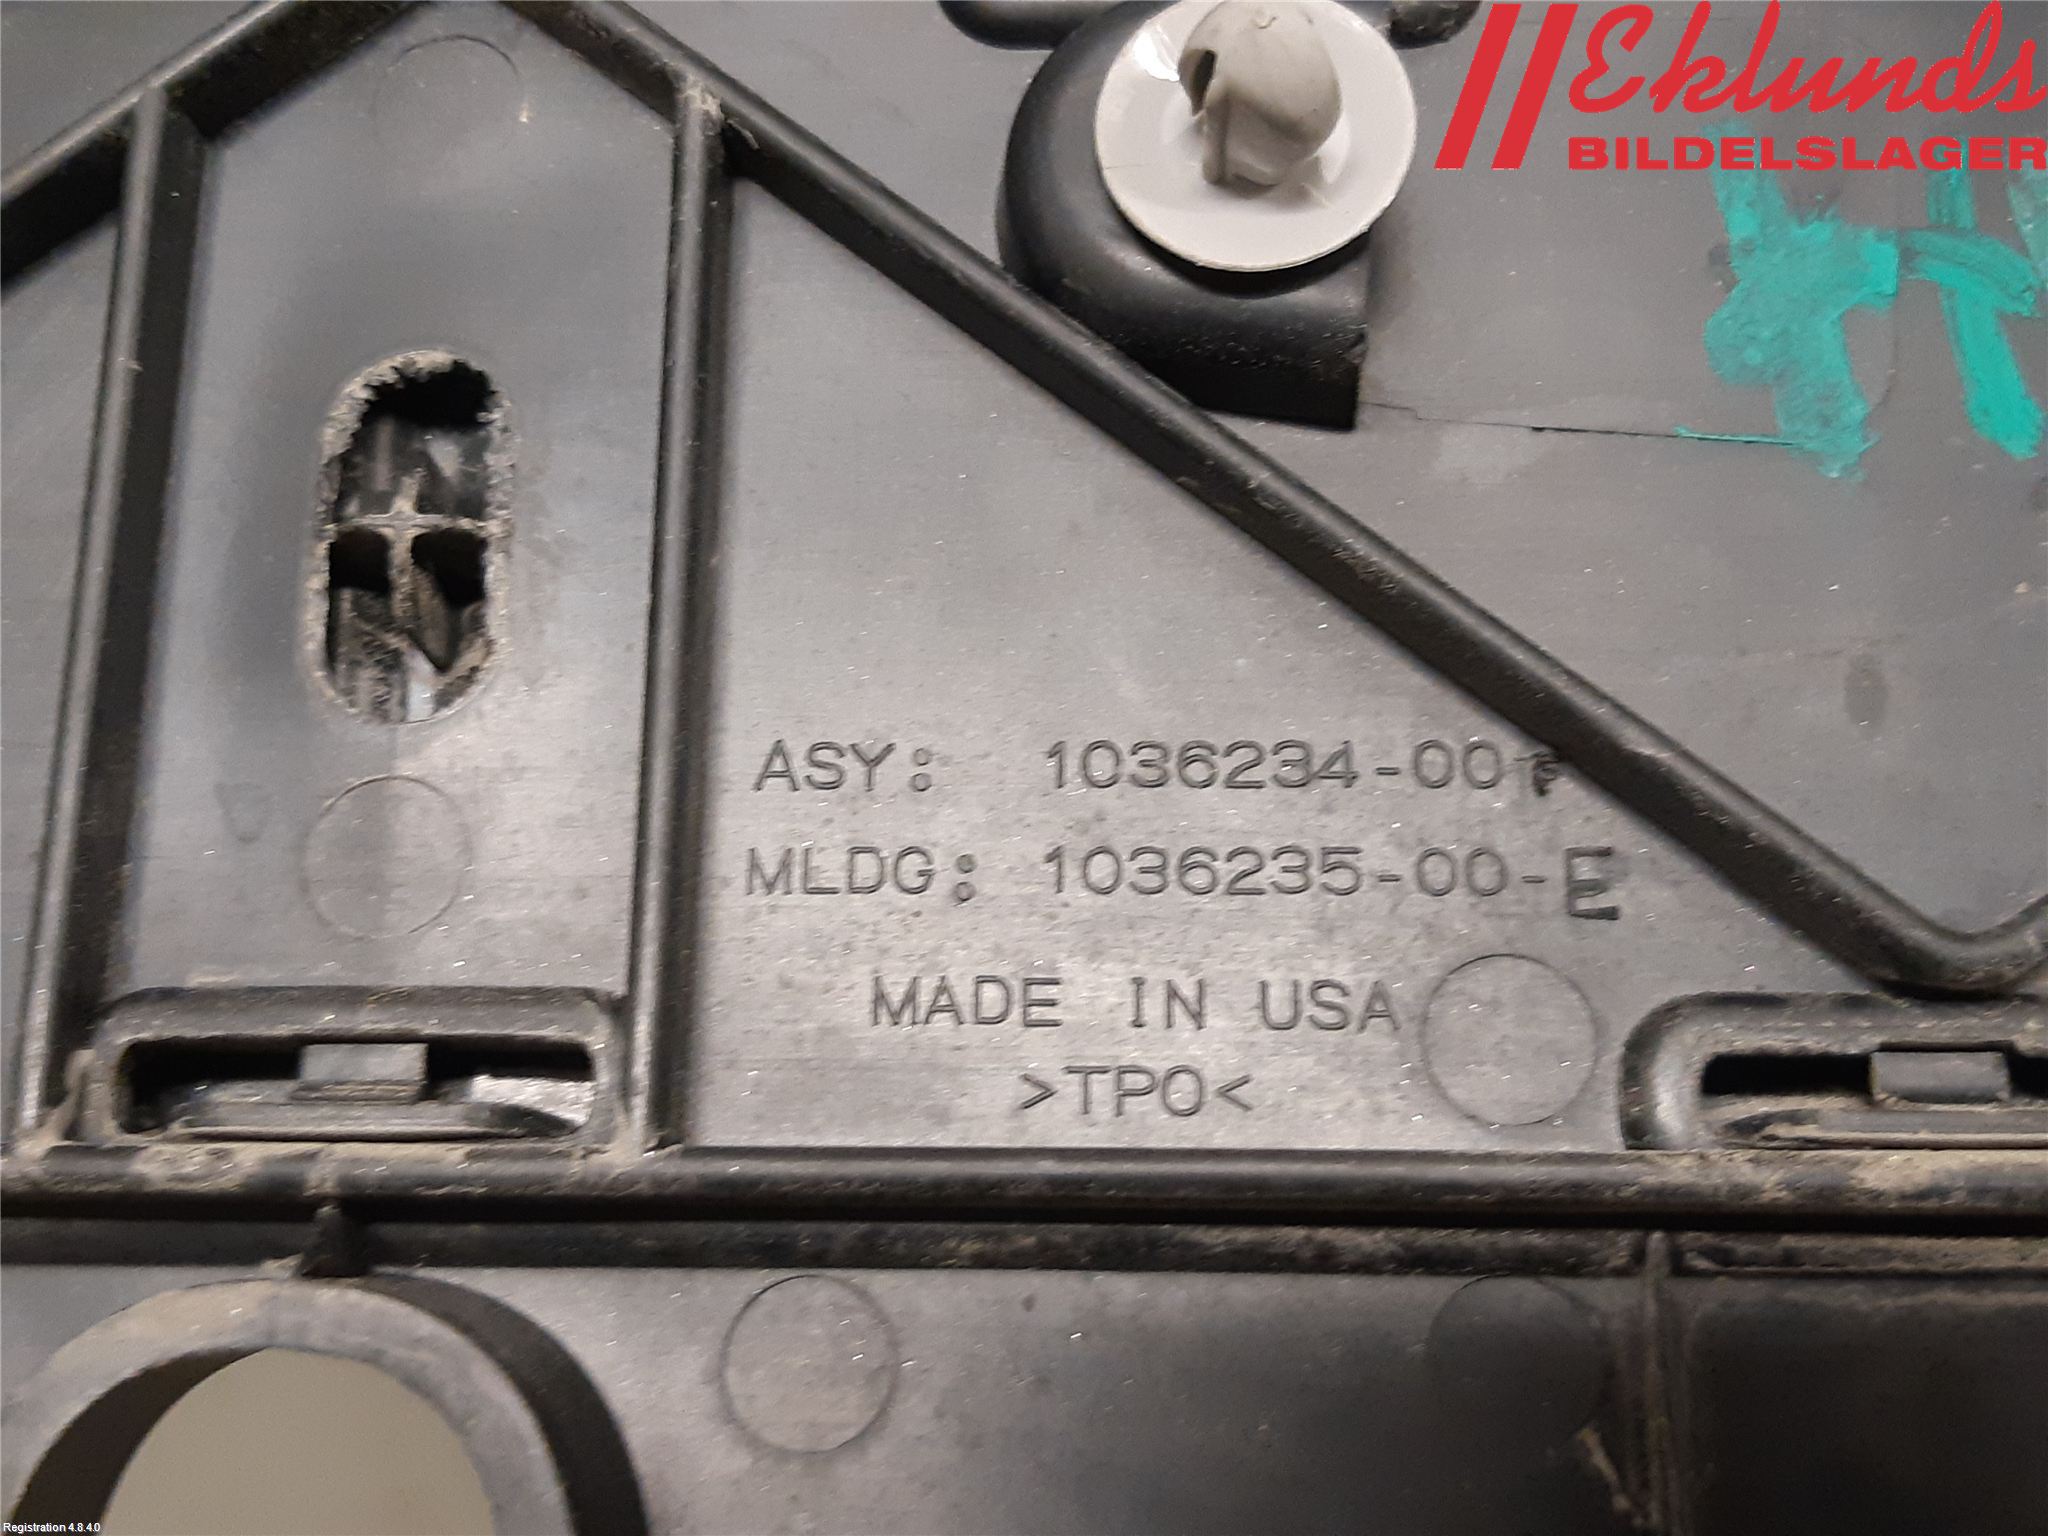 Eklunds
BILDELSLAGER
ASY: 1036234-00
MLDG: 1036235-00-E
MADE IN USA
>TPO<
Registration 4.8.4.0